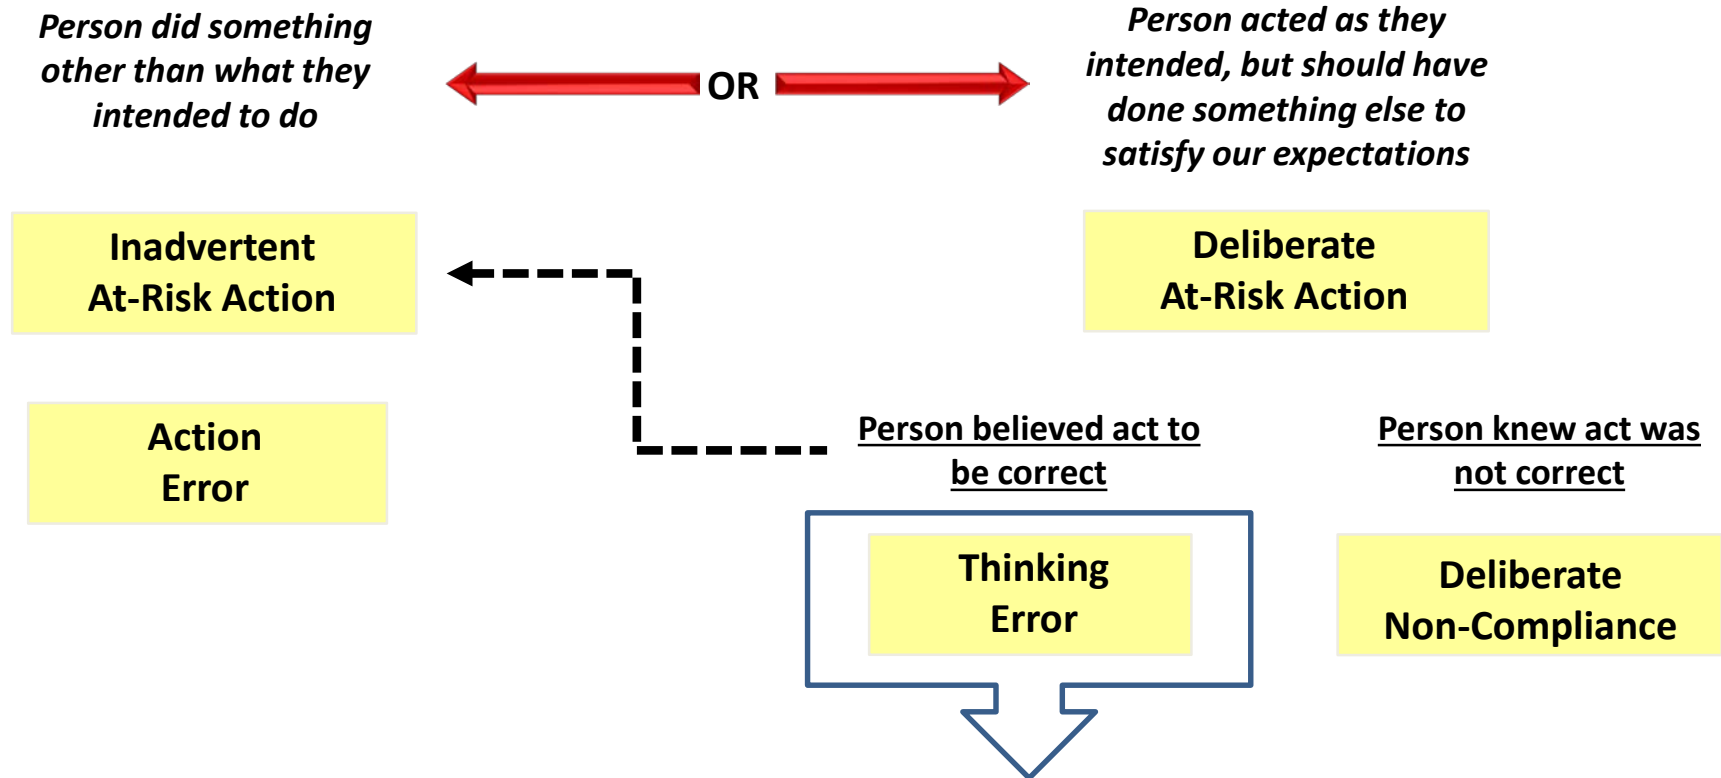 Person did something
other than what they
intended to do
OR
Person acted as they
intended, but should have
done something else to
satisfy our expectations
Inadvertent
At-Risk Action
Deliberate
At-Risk Action
Action
Error
Person believed act to
be correct
Person knew act was
not correct
Thinking
Error
Deliberate
Non-Compliance